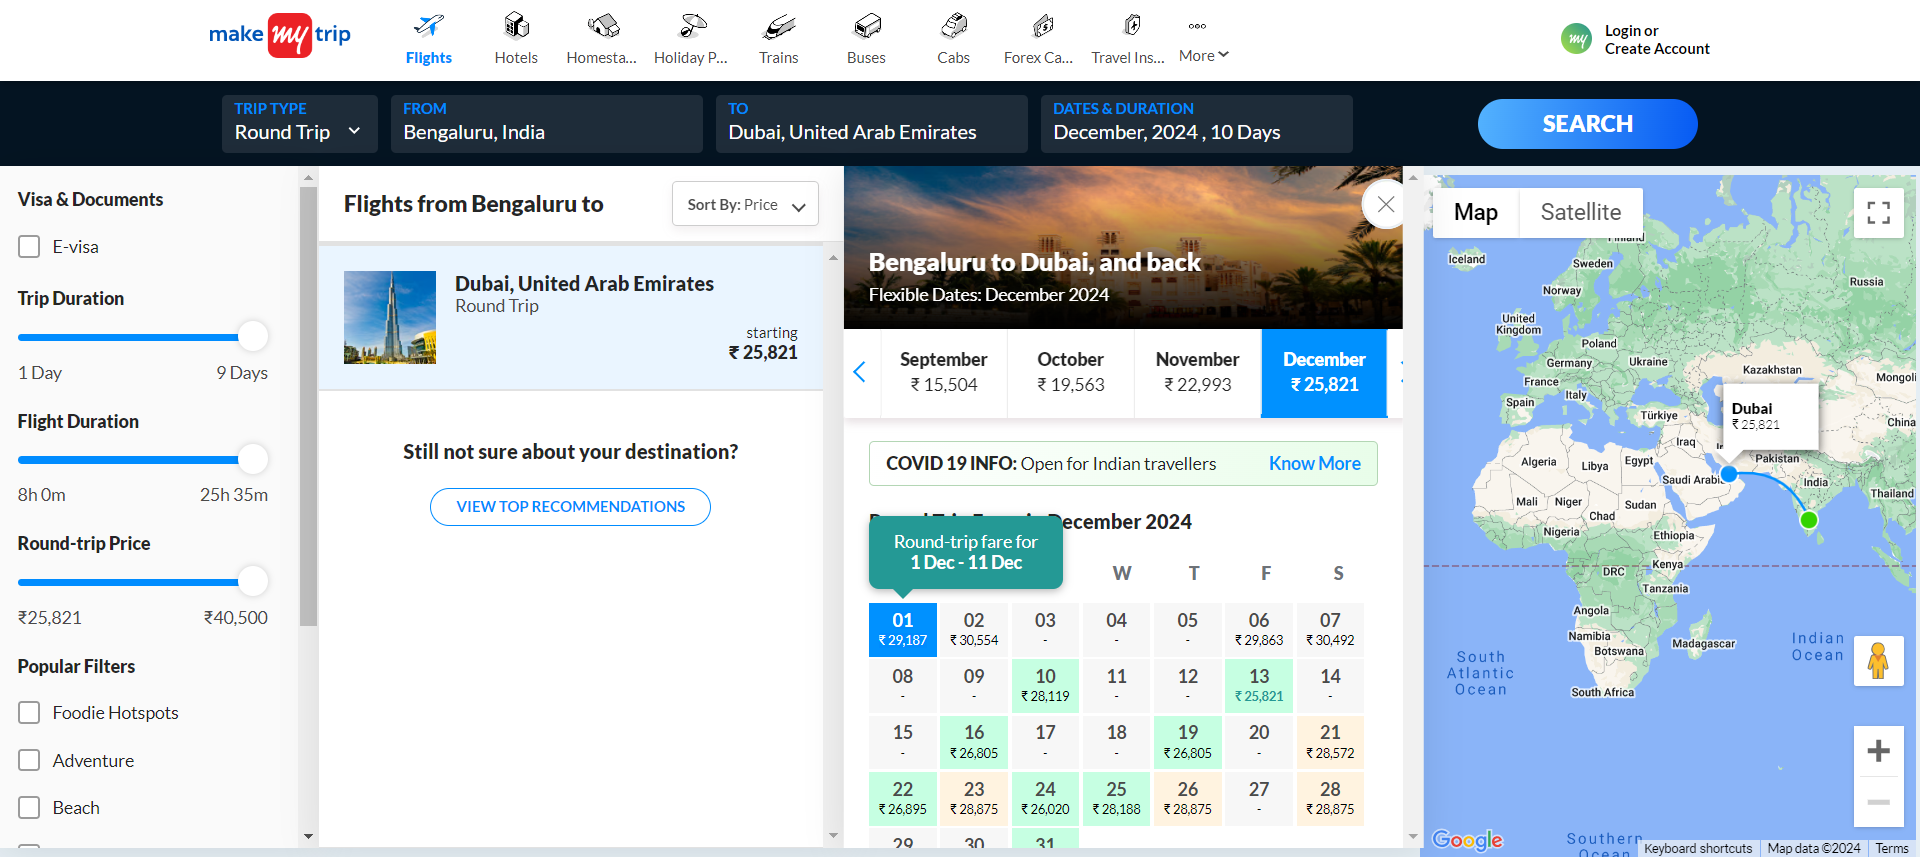 make my trip
Flights
Hotels
Homesta...
Holiday P...
Trains
Buses
Cabs
Forex Ca...
Travel Ins...
More
my
Login or
Create Account
TRIP TYPE
Round Trip
FROM
Bengaluru, India
TO
Dubai, United Arab Emirates
DATES & DURATION
December, 2024 , 10 Days
SEARCH
Visa & Documents
E-visa
Trip Duration
1 Day 9 Days
Flight Duration
8h 0m 25h 35m
Round-trip Price
₹25,821 ₹40,500
Popular Filters
Foodie Hotspots
Adventure
Beach
Flights from Bengaluru to
Sort By: Price
Dubai, United Arab Emirates
Round Trip
starting
₹ 25,821
Still not sure about your destination?
VIEW TOP RECOMMENDATIONS
Bengaluru to Dubai, and back
Flexible Dates: December 2024
September
₹ 15,504
October
₹ 19,563
November
₹ 22,993
December
₹ 25,821
COVID 19 INFO: Open for Indian travellers Know More
December 2024
Round-trip fare for
1 Dec - 11 Dec
W T F S
01 02 03 04 05 06 07
₹ 29,187 ₹ 30,554 - - - ₹ 29,863 ₹ 30,492
08 09 10 11 12 13 14
- - ₹ 28,119 - - ₹ 25,821 -
15 16 17 18 19 20 21
- ₹ 26,805 - - ₹ 26,805 - ₹ 28,572
22 23 24 25 26 27 28
₹ 26,895 ₹ 28,875 ₹ 26,020 ₹ 28,188 ₹ 28,875 - ₹ 28,875
29 30 31
Map Satellite
Finland
Iceland
Sweden
Russia
Norway
United
Kingdom
Poland
Germany
Ukraine
France
Kazakhstan
Mongoli
Italy
Spain
Türkiye
Dubai
₹ 25,821
China
Iraq
Algeria
Libya
Egypt
Pakistan
Saudi Arabi
India
Thailand
Mali
Niger
Chad
Sudan
Nigeria
Ethiopia
DRC
Kenya
Tanzania
Angola
Namibia
Botswana
Madagascar
South Africa
Indian
Ocean
South
Atlantic
Ocean
Southern
Ocean
Google
Keyboard shortcuts
Map data ©2024
Terms